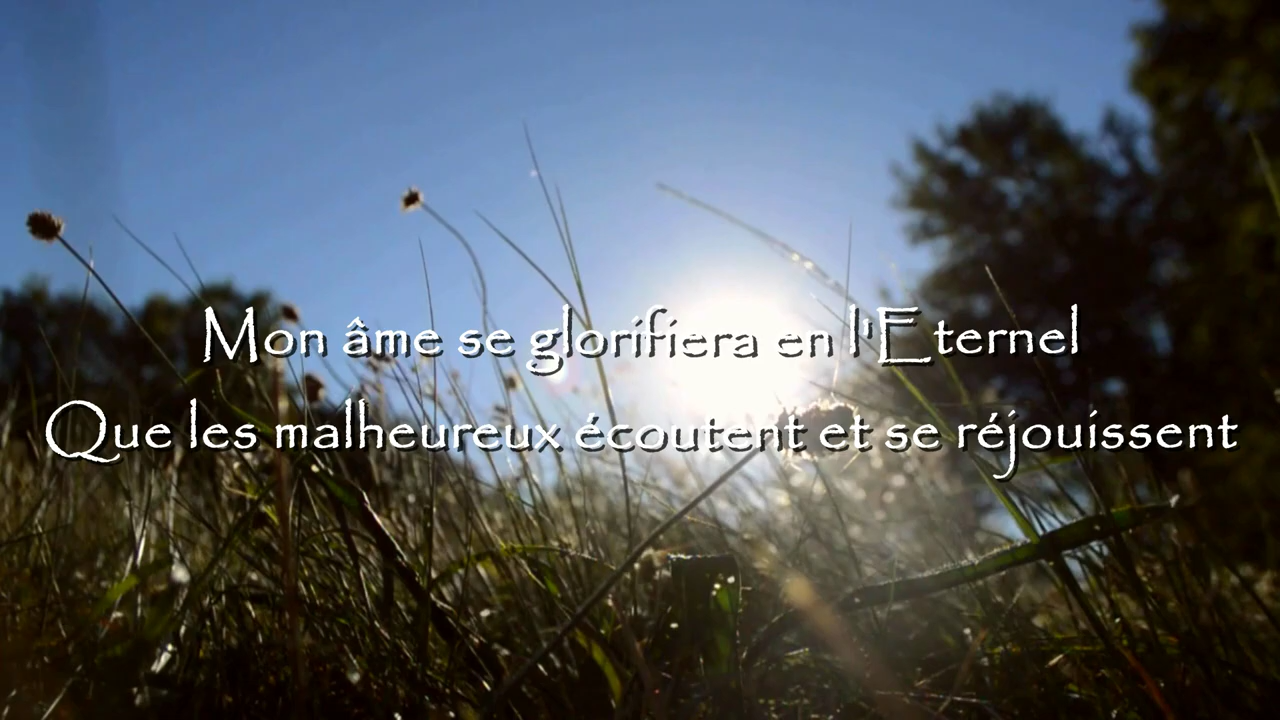 Mon âme se glorifiera en l'Eternel
Que les malheureux écoutent et se réjouissent